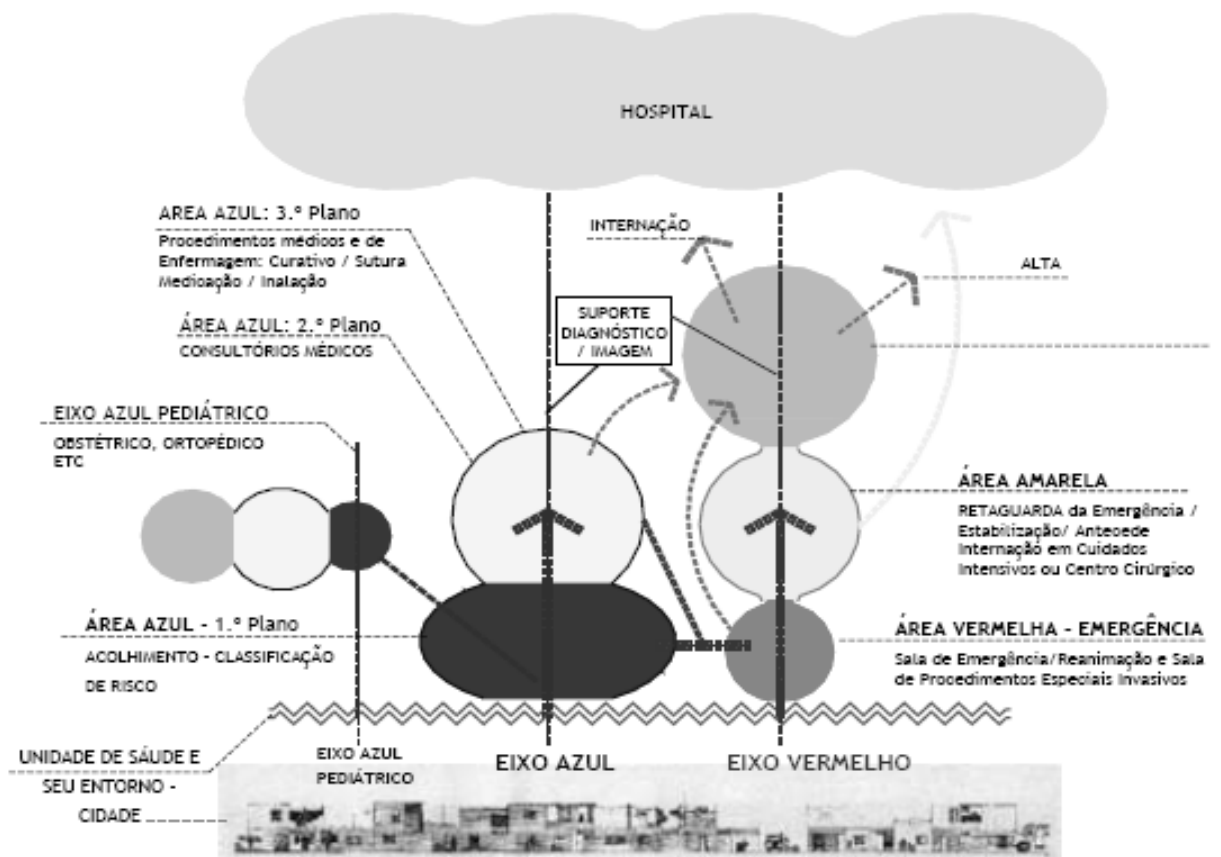 HOSPITAL
AREA AZUL: 3.º Plano
Procedimentos médicos e de
Enfermagem: Curativo / Sutura
Medicação / Inalação
INTERNAÇÃO
ALTA
SUPORTE
DIAGNÓSTICO
/ IMAGEM
ÁREA AZUL: 2.º Plano
CONSULTÓRIOS MÉDICOS
EIXO AZUL PEDIÁTRICO
OBSTÉTRICO, ORTOPÉDICO
ETC
ÁREA AMARELA
RETAGUARDA da Emergência /
Estabilização/ Antecede
Internação em Cuidados
Intensivos ou Centro Cirúrgico
ÁREA AZUL - 1.º Plano
ACOLHIMENTO - CLASSIFICAÇÃO
DE RISCO
ÁREA VERMELHA - EMERGÊNCIA
Sala de Emergência/Reanimação e Sala
de Procedimentos Especiais Invasivos
UNIDADE DE SÁUDE E
SEU ENTORNO -
CIDADE
EIXO AZUL
PEDIÁTRICO
EIXO AZUL
EIXO VERMELHO